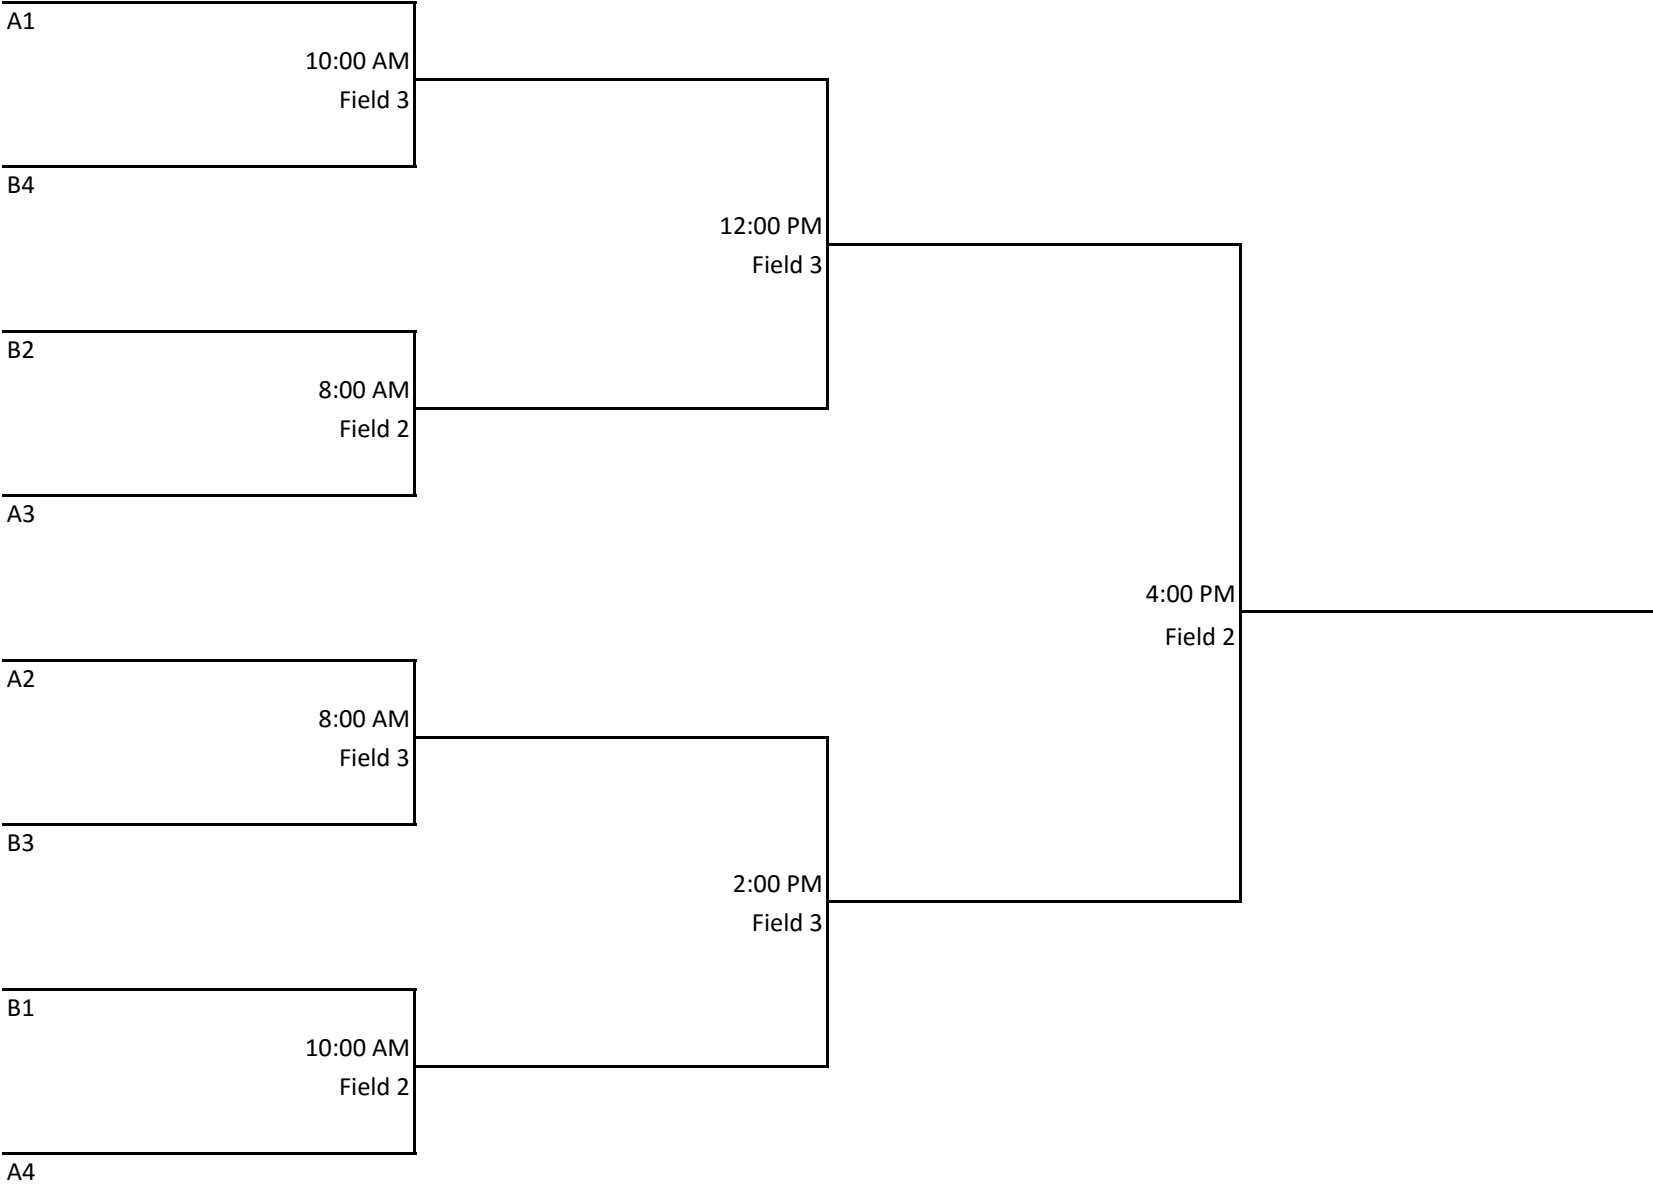 A1
10:00 AM
Field 3
B4
12:00 PM
Field 3
B2
8:00 AM
Field 2
A3
4:00 PM
Field 2
A2
8:00 AM
Field 3
B3
2:00 PM
Field 3
B1
10:00 AM
Field 2
A4